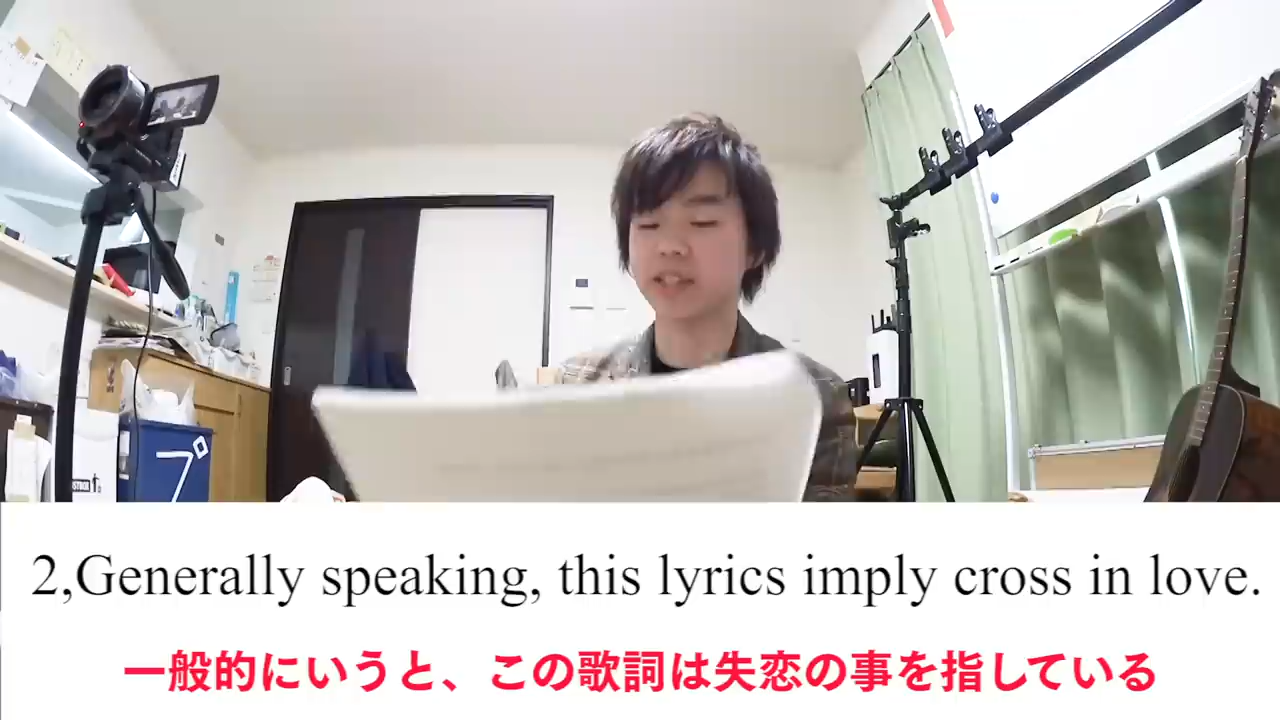 プ
2,Generally speaking, this lyrics imply cross in love.
一般的にいうと、この歌詞は失恋の事を指している